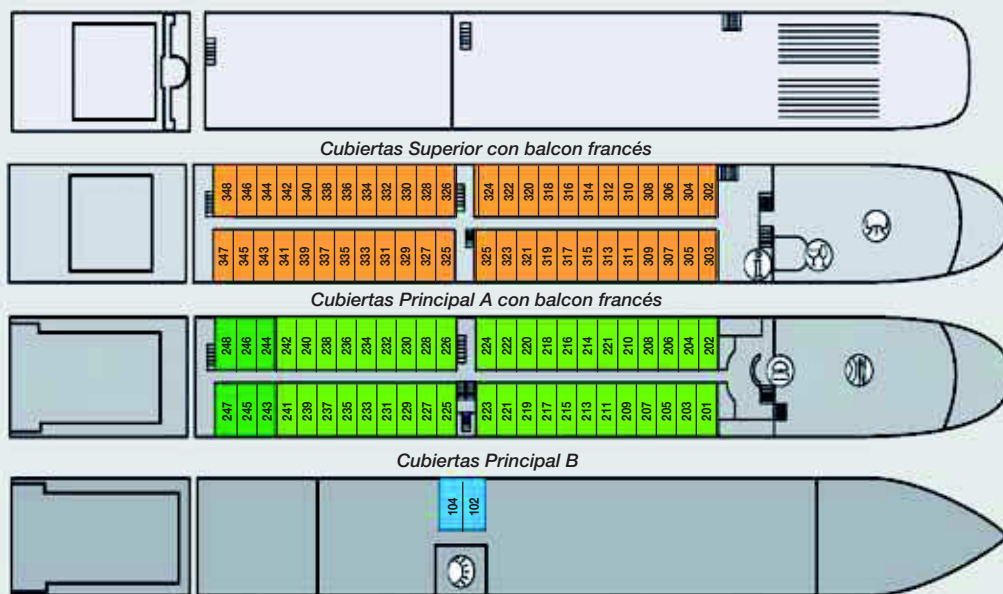 Cubiertas Superior con balcon francés
348 346 344 342 340 338 336 334 332 330 328 326 324 322 320 318 316 314 312 310 308 306 304 302
347 345 343 341 339 337 335 333 331 329 327 325 325 323 321 319 317 315 313 311 309 307 305 303
Cubiertas Principal A con balcon francés
248 246 244 242 240 238 236 234 232 230 228 226 224 222 220 218 216 214 221 210 208 206 204 202
247 245 243 241 239 237 235 233 231 229 227 225 223 221 219 217 215 213 211 209 207 205 203 201
Cubiertas Principal B
104 102